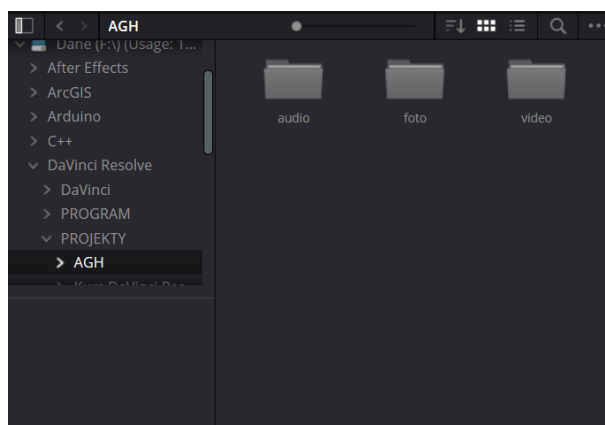 AGH
Dane (F:\) (Usage: 1...
After Effects
ArcGIS
Arduino
C++
DaVinci Resolve
DaVinci
PROGRAM
PROJEKTY
AGH
audio
foto
video